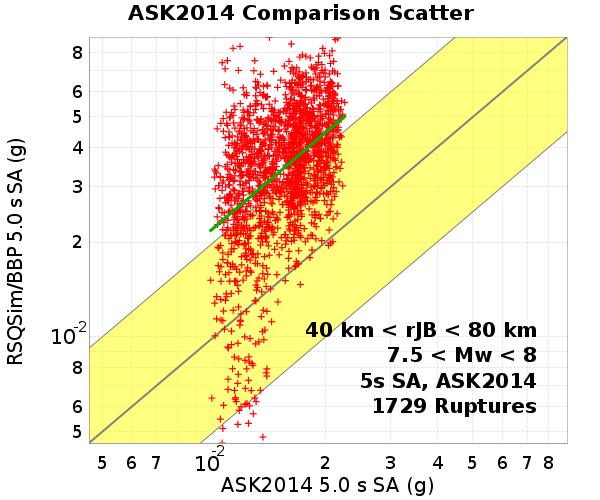 ASK2014 Comparison Scatter
RSQSim/BBP 5.0 s SA (g)
8
6
5
4
3
2
10-2
8
6
5
40 km < rJB < 80 km
7.5 < Mw < 8
5s SA, ASK2014
1729 Ruptures
5 6 7 10-2 2 3 4 5 6 7 8
ASK2014 5.0 s SA (g)